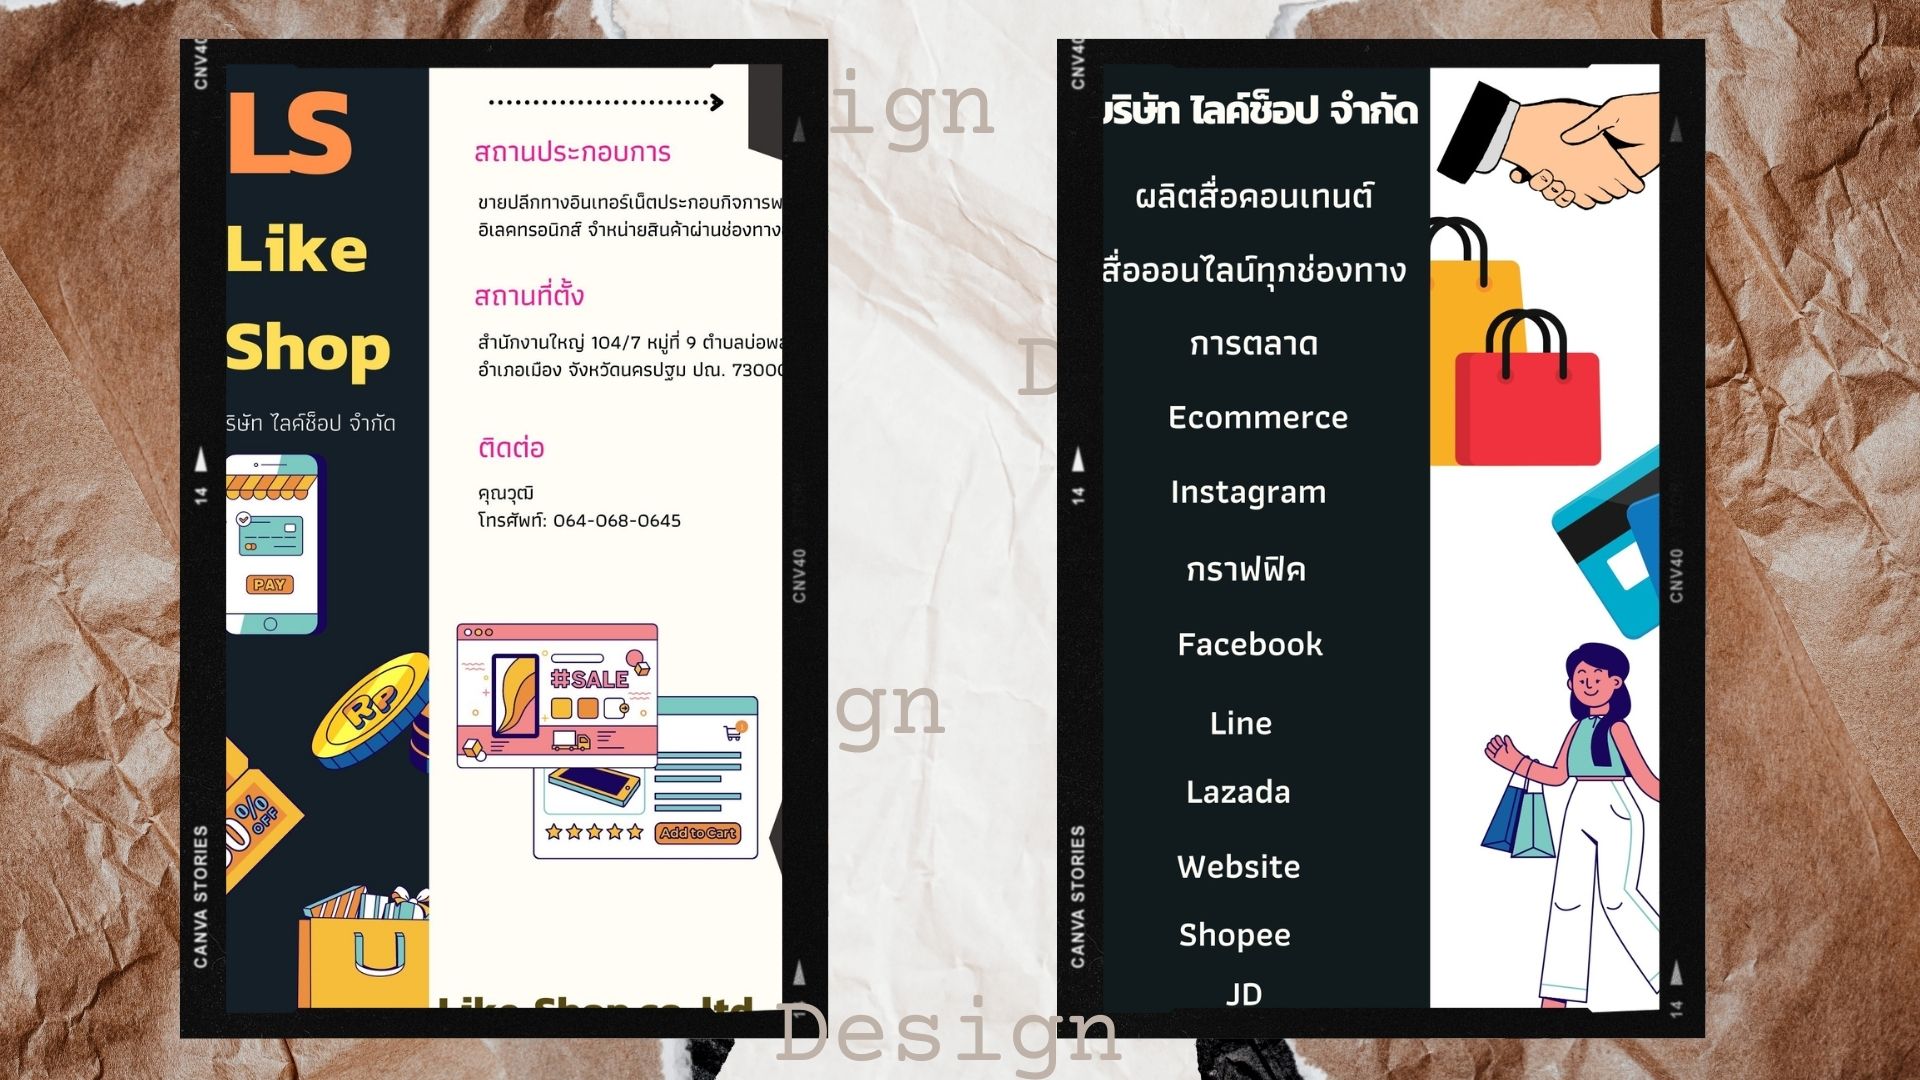 LS
Like
Shop
ริษัท ไลค์ช็อป จำกัด
PAY
RP
0%
OFF
สถานประกอบการ
ขายปลีกทางอินเทอร์เน็ตประกอบกิจการพ
อิเลคทรอนิกส์ จำหน่ายสินค้าผ่านช่องทาง
สถานที่ตั้ง
สำนักงานใหญ่ 104/7 หมู่ที่ 9 ตำบลบ่อพล
อำเภอเมือง จังหวัดนครปฐม ปณ. 73000
ติดต่อ
คุณวุฒิ
โทรศัพท์: 064-068-0645
#SALE
Add to Cart
Like Shop co.,ltd
CNV40
14
CANVA STORIES
CNV40
ign
D
gn
Design
บริษัท ไลค์ช็อป จำกัด
ผลิตสื่อคอนเทนต์
สื่อออนไลน์ทุกช่องทาง
การตลาด
Ecommerce
Instagram
กราฟฟิค
Facebook
Line
Lazada
Website
Shopee
JD
CNV40
14
CANVA STORIES
CNV40
14